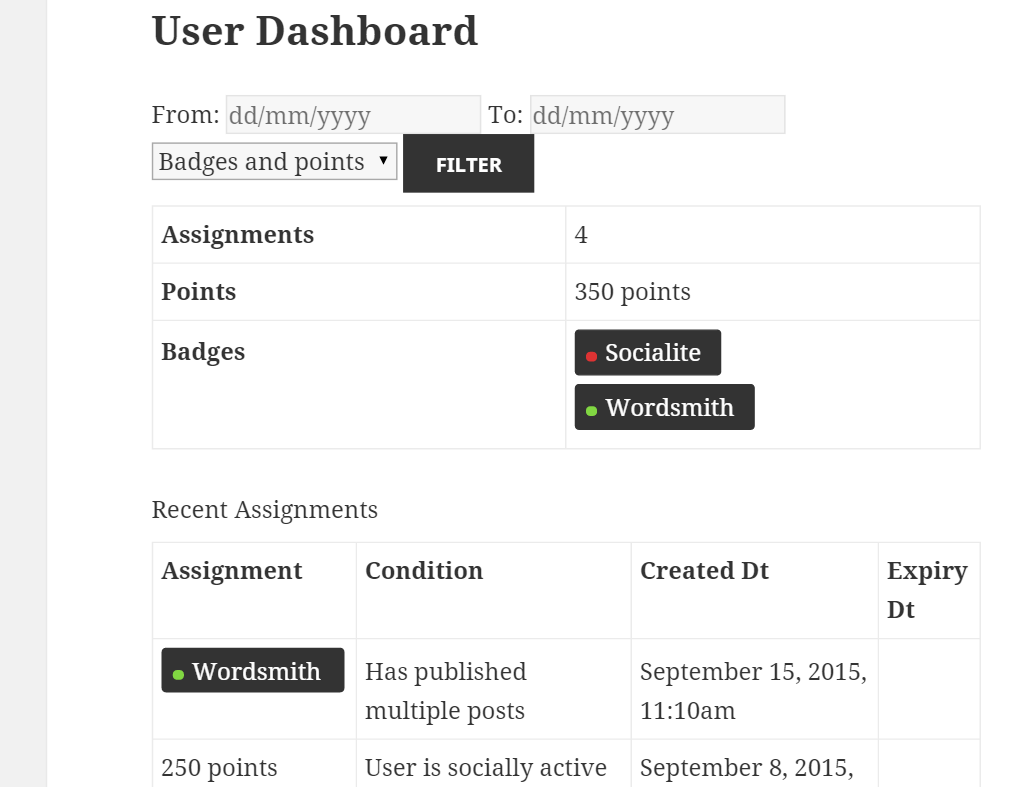 User Dashboard
From: dd/mm/yyyy To: dd/mm/yyyy
Badges and points FILTER
Assignments 4
Points 350 points
Badges Socialite
Wordsmith
Recent Assignments
Assignment Condition Created Dt Expiry
Dt
Wordsmith Has published September 15, 2015,
multiple posts 11:10am
250 points User is socially active September 8, 2015,